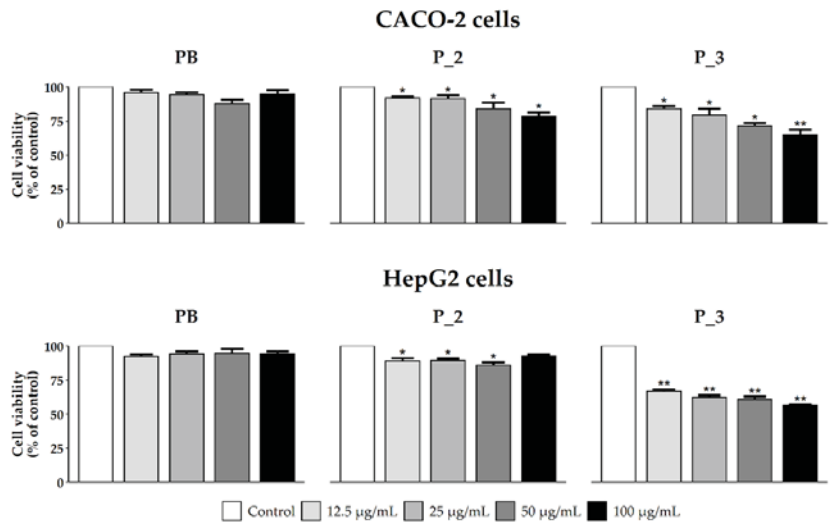 CACO-2 cells
PB
P_2
P_3
Cell viability
(% of control)
100
75
50
25
0
*
*
*
*
*
*
*
**
HepG2 cells
PB
P_2
P_3
Cell viability
(% of control)
100
75
50
25
0
*
*
*
**
**
**
**
Control
12.5 µg/mL
25 µg/mL
50 µg/mL
100 µg/mL